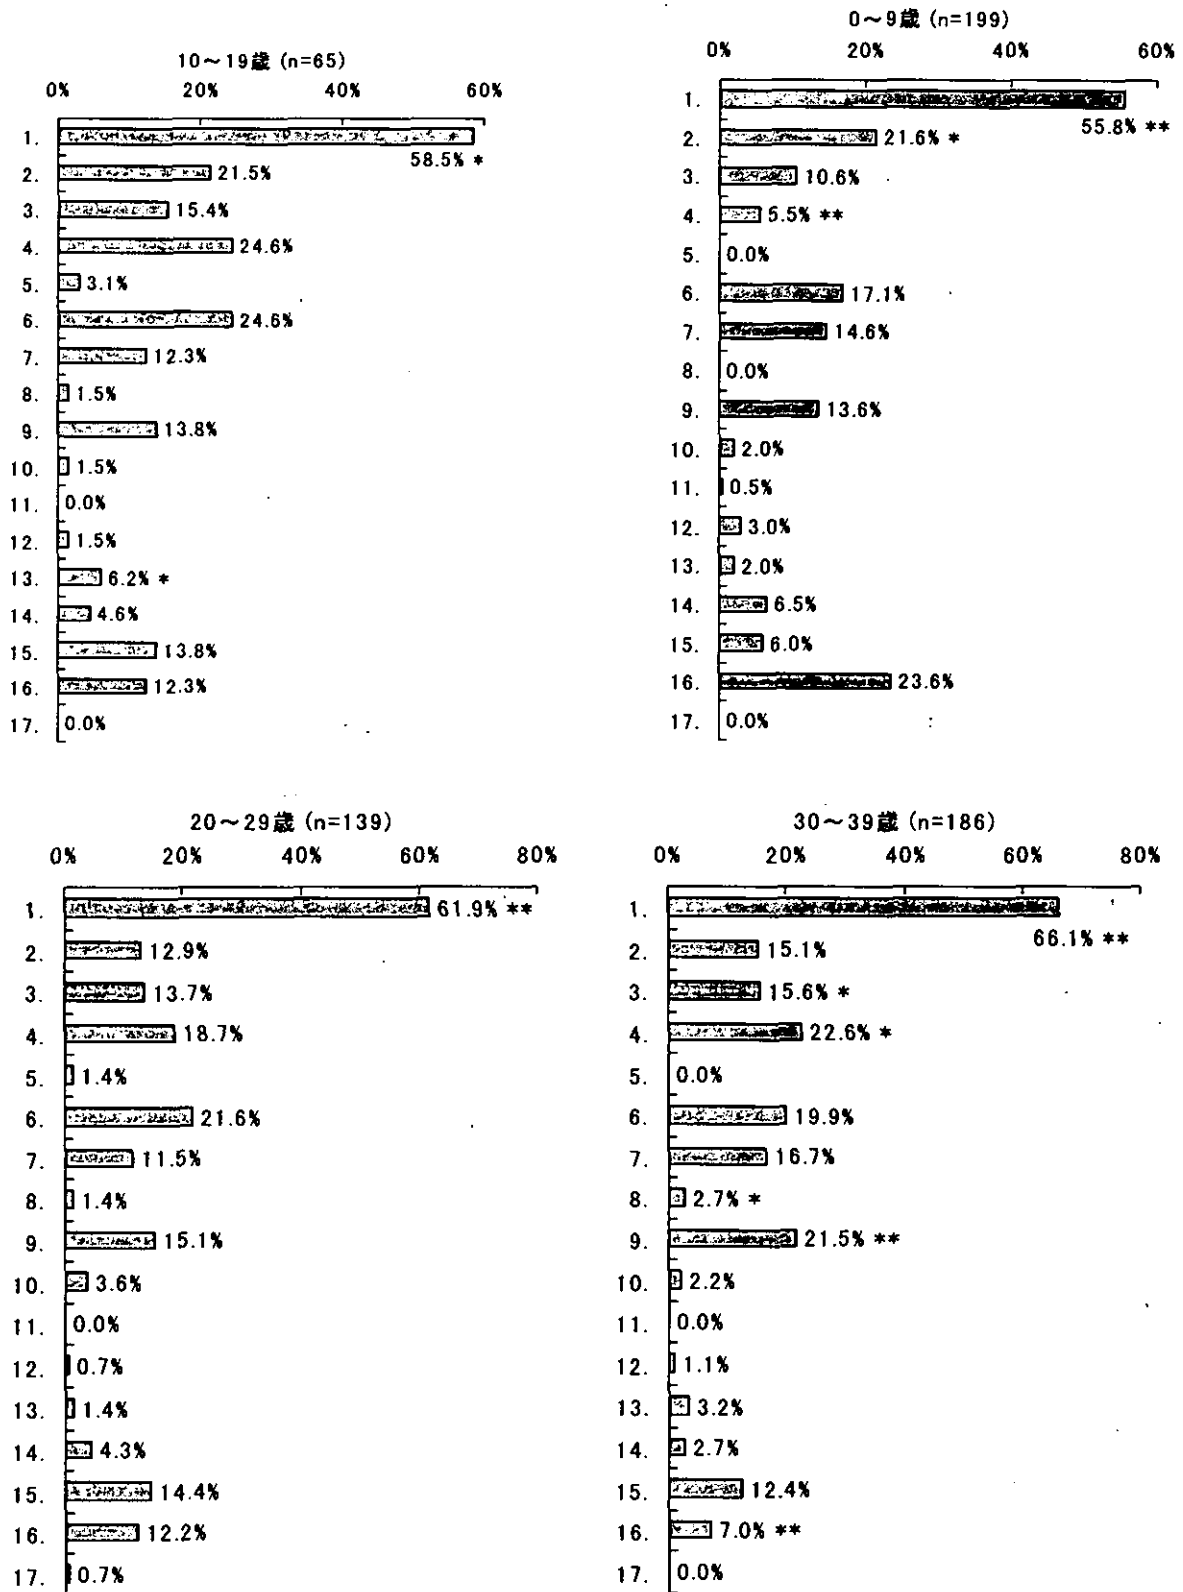 10～19歳 (n=65)
0% 20% 40% 60%
1. 58.5% *
2. 21.5%
3. 15.4%
4. 24.6%
5. 3.1%
6. 24.6%
7. 12.3%
8. 1.5%
9. 13.8%
10. 1.5%
11. 0.0%
12. 1.5%
13. 6.2% *
14. 4.6%
15. 13.8%
16. 12.3%
17. 0.0%
0～9歳 (n=199)
0% 20% 40% 60%
1. 55.8% **
2. 21.6% *
3. 10.6%
4. 5.5% **
5. 0.0%
6. 17.1%
7. 14.6%
8. 0.0%
9. 13.6%
10. 2.0%
11. 0.5%
12. 3.0%
13. 2.0%
14. 6.5%
15. 6.0%
16. 23.6%
17. 0.0%
20～29歳 (n=139)
0% 20% 40% 60% 80%
1. 61.9% **
2. 12.9%
3. 13.7%
4. 18.7%
5. 1.4%
6. 21.6%
7. 11.5%
8. 1.4%
9. 15.1%
10. 3.6%
11. 0.0%
12. 0.7%
13. 1.4%
14. 4.3%
15. 14.4%
16. 12.2%
17. 0.7%
30～39歳 (n=186)
0% 20% 40% 60% 80%
1. 66.1% **
2. 15.1%
3. 15.6% *
4. 22.6% *
5. 0.0%
6. 19.9%
7. 16.7%
8. 2.7% *
9. 21.5% **
10. 2.2%
11. 0.0%
12. 1.1%
13. 3.2%
14. 2.7%
15. 12.4%
16. 7.0% **
17. 0.0%